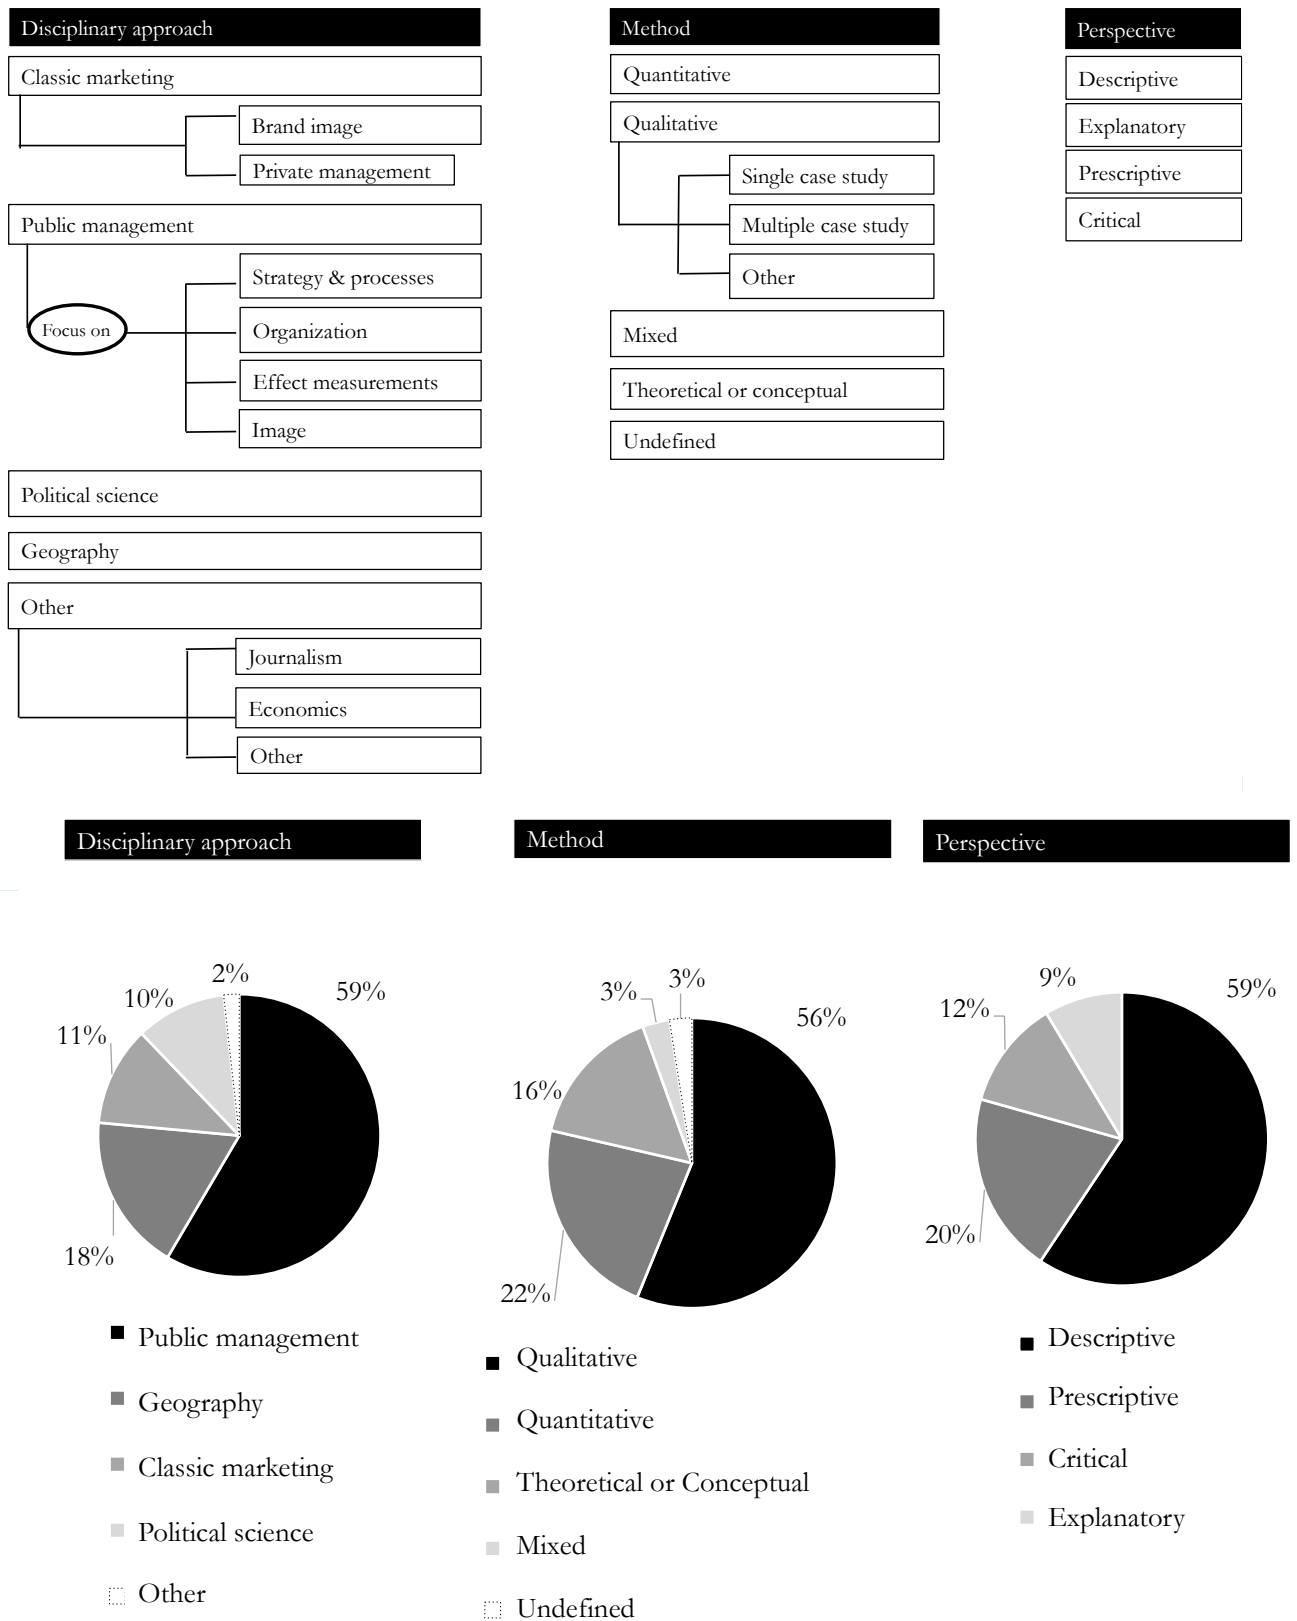 Disciplinary approach
Classic marketing
Brand image
Private management
Public management
Focus on
Strategy & processes
Organization
Effect measurements
Image
Political science
Geography
Other
Journalism
Economics
Other
Method
Quantitative
Qualitative
Single case study
Multiple case study
Other
Mixed
Theoretical or conceptual
Undefined
Perspective
Descriptive
Explanatory
Prescriptive
Critical
Disciplinary approach
2%
59%
10%
11%
18%
Public management
Geography
Classic marketing
Political science
Other
Method
3%
3%
56%
16%
22%
Qualitative
Quantitative
Theoretical or Conceptual
Mixed
Undefined
Perspective
9%
59%
12%
20%
Descriptive
Prescriptive
Critical
Explanatory